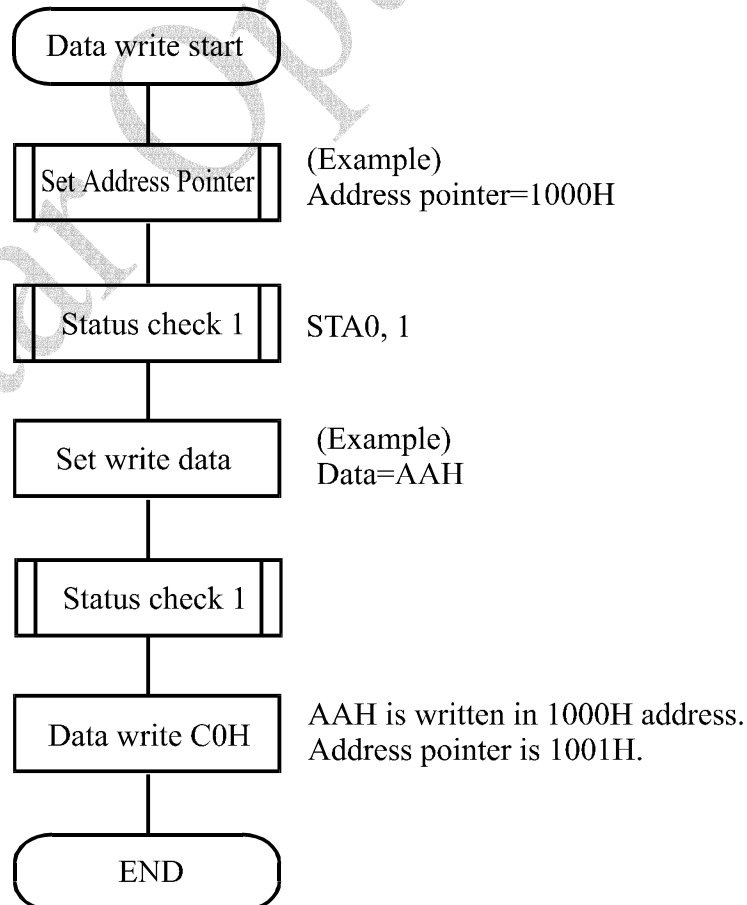 Data write start
Set Address Pointer
(Example)
Address pointer=1000H
Status check 1
STA0, 1
Set write data
(Example)
Data=AAH
Status check 1
Data write C0H
AAH is written in 1000H address.
Address pointer is 1001H.
END